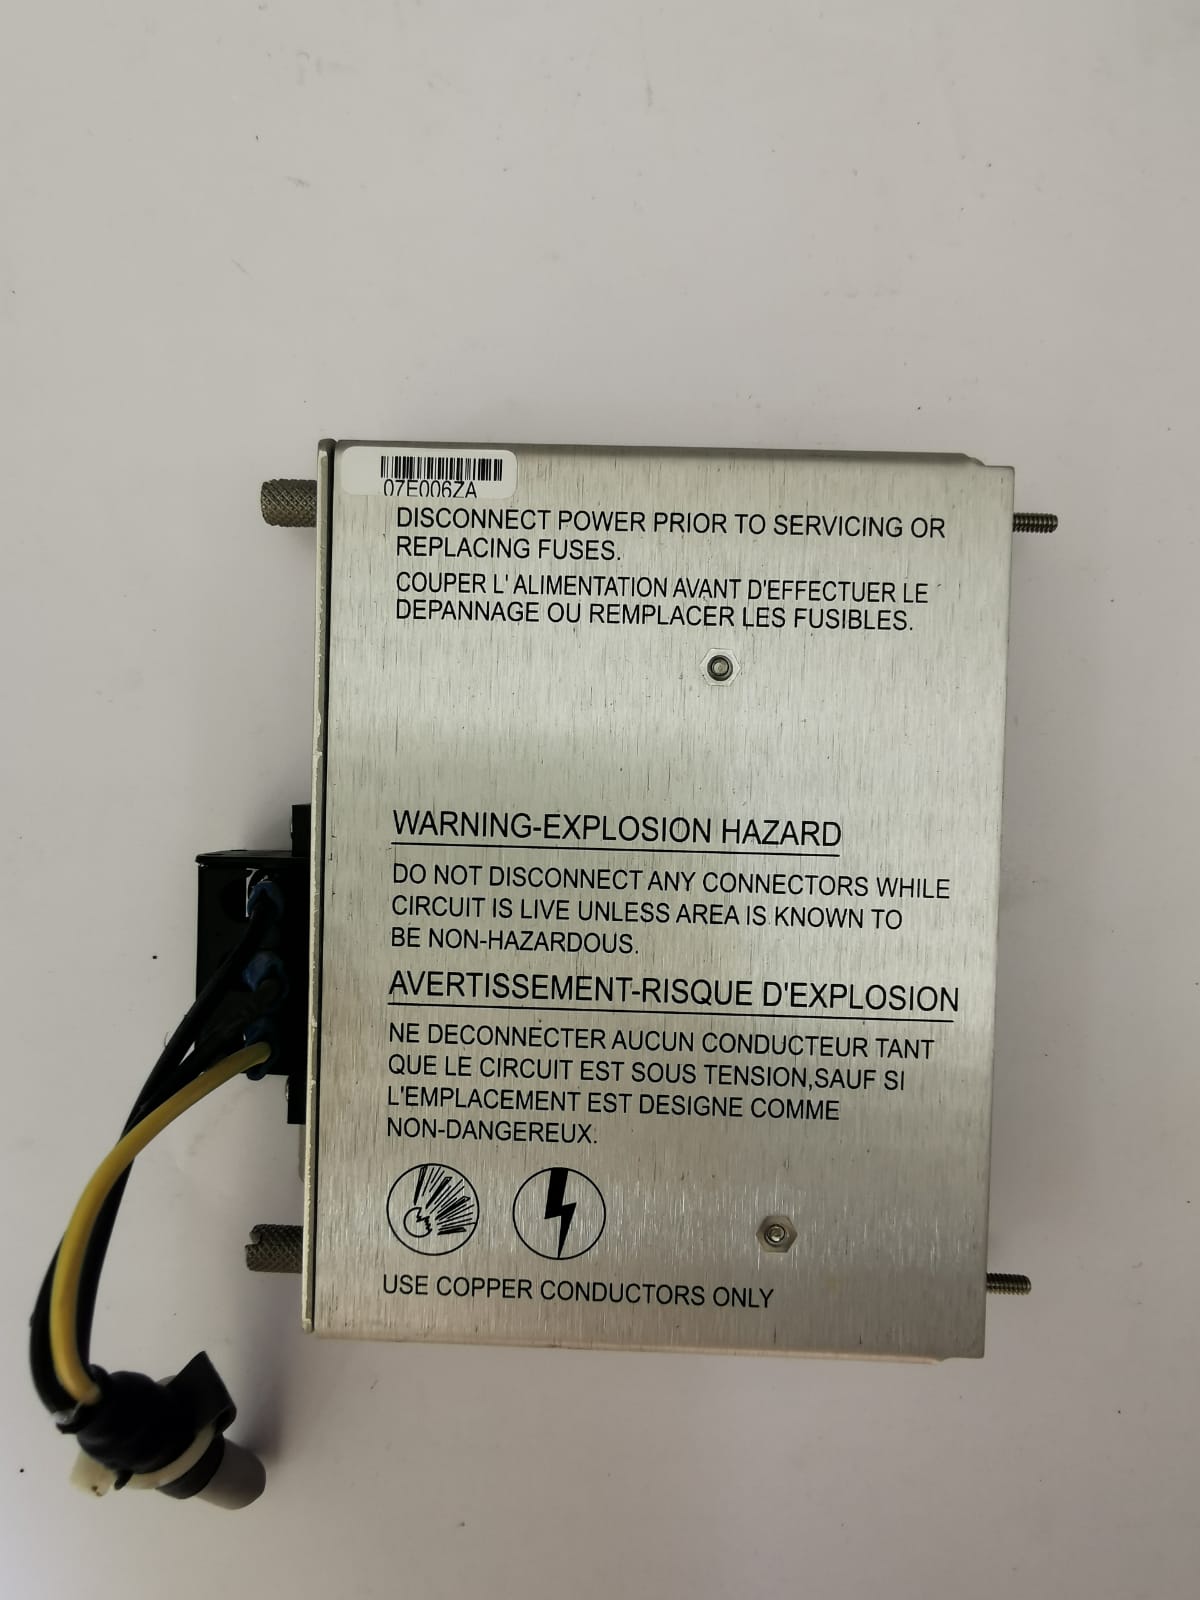 07E006ZA
DISCONNECT POWER PRIOR TO SERVICING OR
REPLACING FUSES.
COUPER L' ALIMENTATION AVANT D'EFFECTUER LE
DEPANNAGE OU REMPLACER LES FUSIBLES.
WARNING-EXPLOSION HAZARD
DO NOT DISCONNECT ANY CONNECTORS WHILE
CIRCUIT IS LIVE UNLESS AREA IS KNOWN TO
BE NON-HAZARDOUS.
AVERTISSEMENT-RISQUE D'EXPLOSION
NE DECONNECTER AUCUN CONDUCTEUR TANT
QUE LE CIRCUIT EST SOUS TENSION,SAUF SI
L'EMPLACEMENT EST DESIGNE COMME
NON-DANGEREUX.
USE COPPER CONDUCTORS ONLY